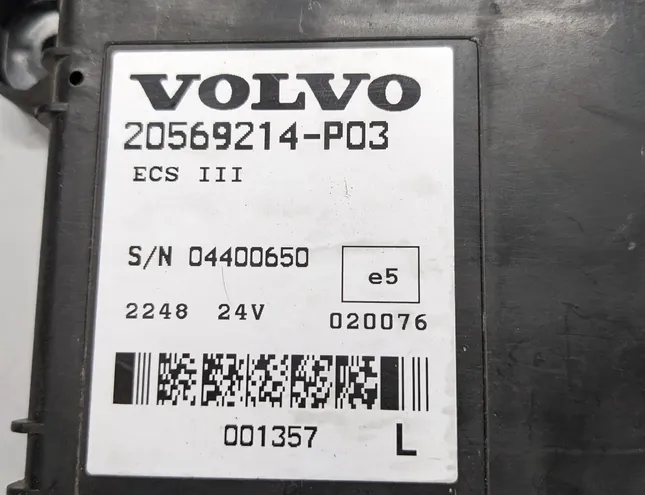 VOLVO
20569214-P03
ECS III
S/N 04400650
e5
2248 24V 020076
001357 L